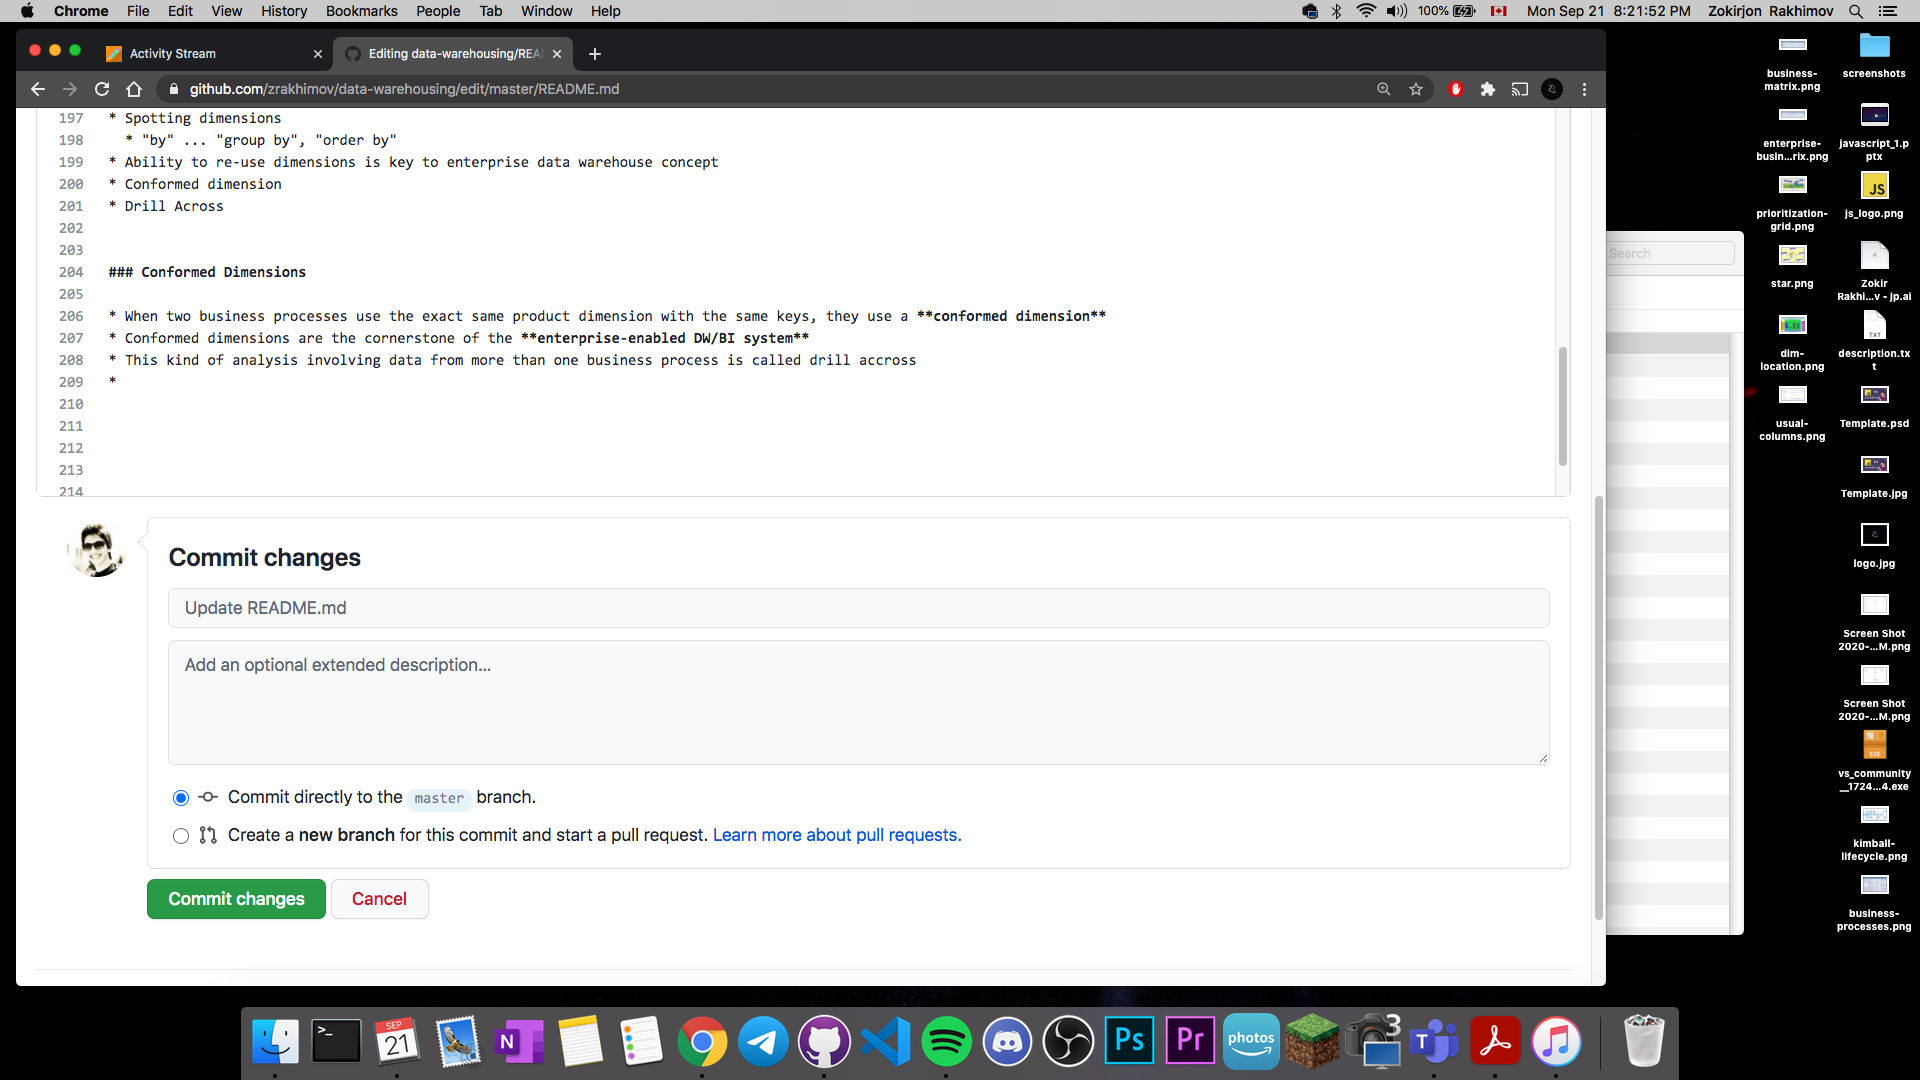 Chrome File Edit View History Bookmarks People Tab Window Help
100% Mon Sep 21 8:21:52 PM Zokirjon Rakhimov
Activity Stream
Editing data-warehousing/REA
github.com/zrakhimov/data-warehousing/edit/master/README.md
197 * Spotting dimensions
198 * "by" ... "group by", "order by"
199 * Ability to re-use dimensions is key to enterprise data warehouse concept
200 * Conformed dimension
201 * Drill Across
202
203
204 ### Conformed Dimensions
205
206 * When two business processes use the exact same product dimension with the same keys, they use a **conformed dimension**
207 * Conformed dimensions are the cornerstone of the **enterprise-enabled DW/BI system**
208 * This kind of analysis involving data from more than one business process is called drill accross
209 *
210
211
212
213
214
Commit changes
Update README.md
Add an optional extended description...
Commit directly to the master branch.
Create a new branch for this commit and start a pull request. Learn more about pull requests.
Commit changes
Cancel
Search
business-
matrix.png
enterprise-
busin...rix.png
prioritization-
grid.png
star.png
dim-
location.png
usual-
columns.png
screenshots
javascript_1.p
ptx
JS
js_logo.png
Zokir
Rakhi...v - jp.ai
TXT
description.tx
t
Template.psd
Template.jpg
logo.jpg
Screen Shot
2020-...M.png
Screen Shot
2020-...M.png
EXE
vs_community
__1724...4.exe
kimball-
lifecycle.png
business-
processes.png
>_
SEP
21
N
Ps
Pr
photos
3
T